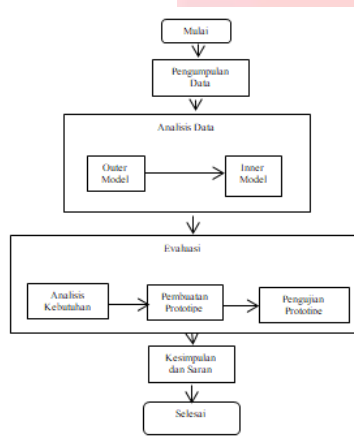 Mulai
Pengumpulan
Data
Analisis Data
Outer
Model
Inner
Model
Evaluasi
Analisis
Kebutuhan
Pembuatan
Prototipe
Pengujian
Prototipe
Kesimpulan
dan Saran
Selesai